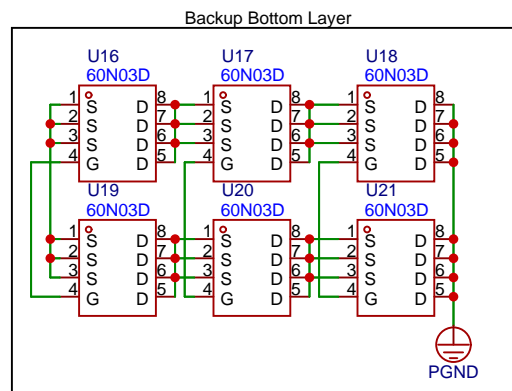 Backup Bottom Layer
U16 U17 U18
60N03D 60N03D 60N03D
1 S D 8 1 S D 8 1 S D 8
2 S D 7 2 S D 7 2 S D 7
3 S D 6 3 S D 6 3 S D 6
4 G D 5 4 G D 5 4 G D 5
U19 U20 U21
60N03D 60N03D 60N03D
1 S D 8 1 S D 8 1 S D 8
2 S D 7 2 S D 7 2 S D 7
3 S D 6 3 S D 6 3 S D 6
4 G D 5 4 G D 5 4 G D 5
PGND